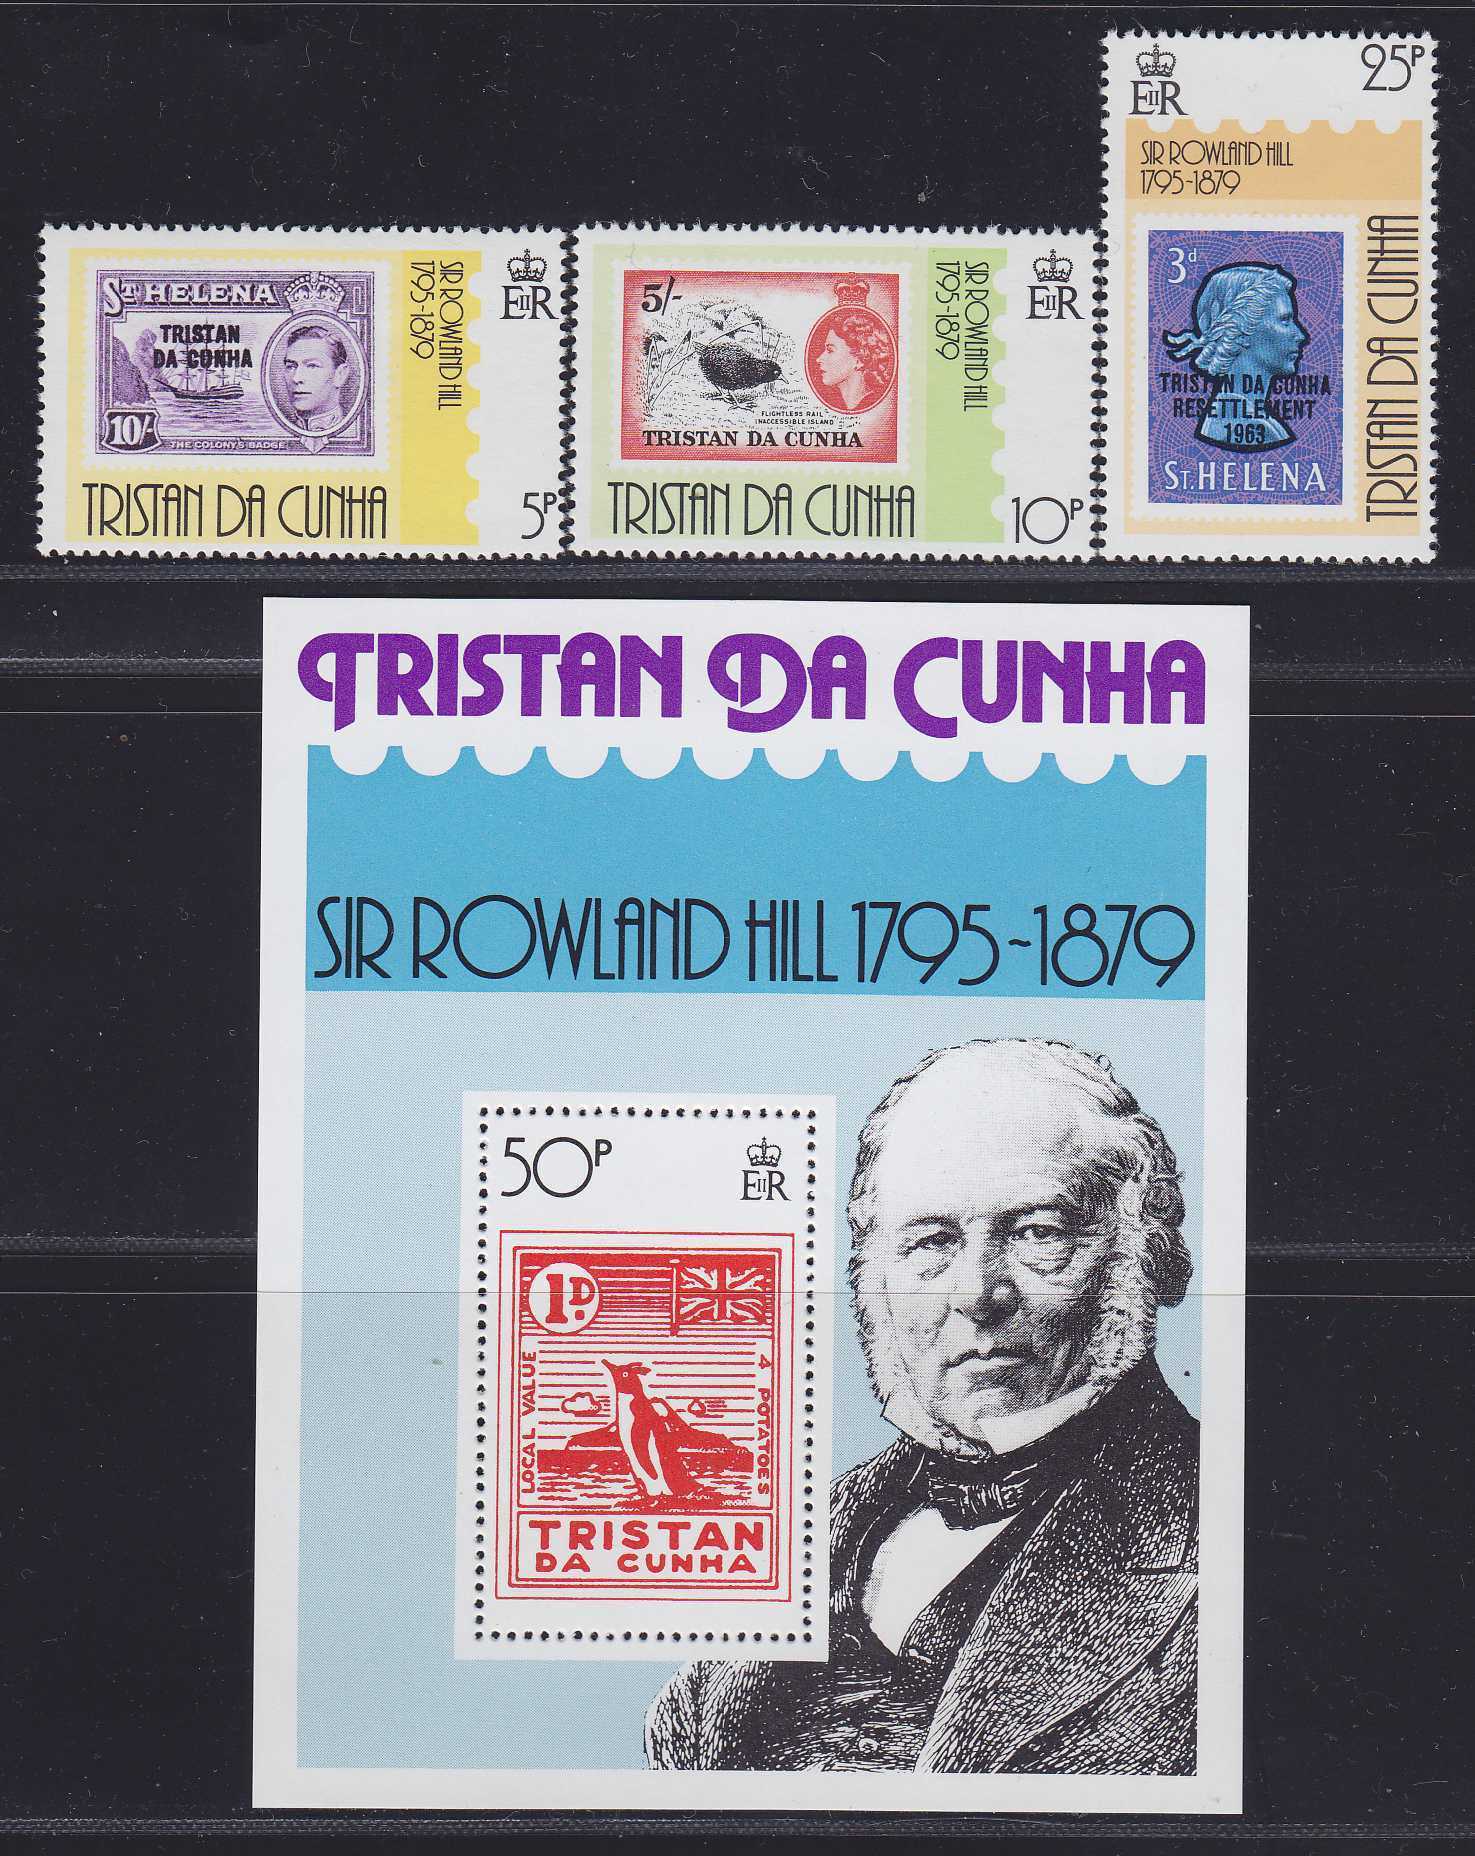 ST HELENA
TRISTAN
DA CUNHA
10/-
THE COLONY'S BADGE
SIR ROWLAND HILL
1795-1879
EIIR
TRISTAN DA CUNHA
5P
5/-
FLIGHTLESS RAIL
INACCESSIBLE ISLAND
TRISTAN DA CUNHA
SIR ROWLAND HILL
1795-1879
EIIR
TRISTAN DA CUNHA
10P
EIIR
25P
SIR ROWLAND HILL
1795-1879
3d
TRISTAN DA CUNHA
RESETTLEMENT
1963
ST. HELENA
TRISTAN DA CUNHA
TRISTAN DA CUNHA
SIR ROWLAND HILL 1795-1879
50P
EIIR
1D.
LOCAL VALUE
4 POTATOES
TRISTAN
DA CUNHA